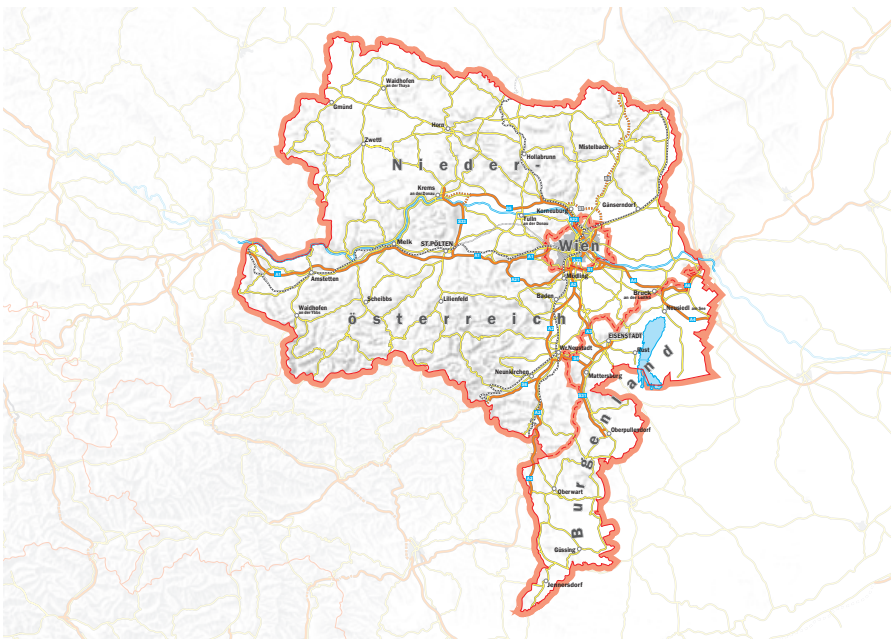 Waidhofen
an der Thaya
Gmünd
Horn
Zwettl
Mistelbach
Hollabrunn
Nieder-
Krems
an der Donau
Korneuburg
Gänserndorf
Tulln
an der Donau
Wien
Melk
ST.PÖLTEN
Amstetten
Mödling
Bruck
an der Leitha
Baden
Scheibbs
Lilienfeld
Waidhofen
an der Ybbs
Neusiedl am See
österreich
EISENSTADT
Wr.Neustadt
Rust
Neunkirchen
Mattersburg
Burgenland
Oberpullendorf
Oberwart
Güssing
Jennersdorf